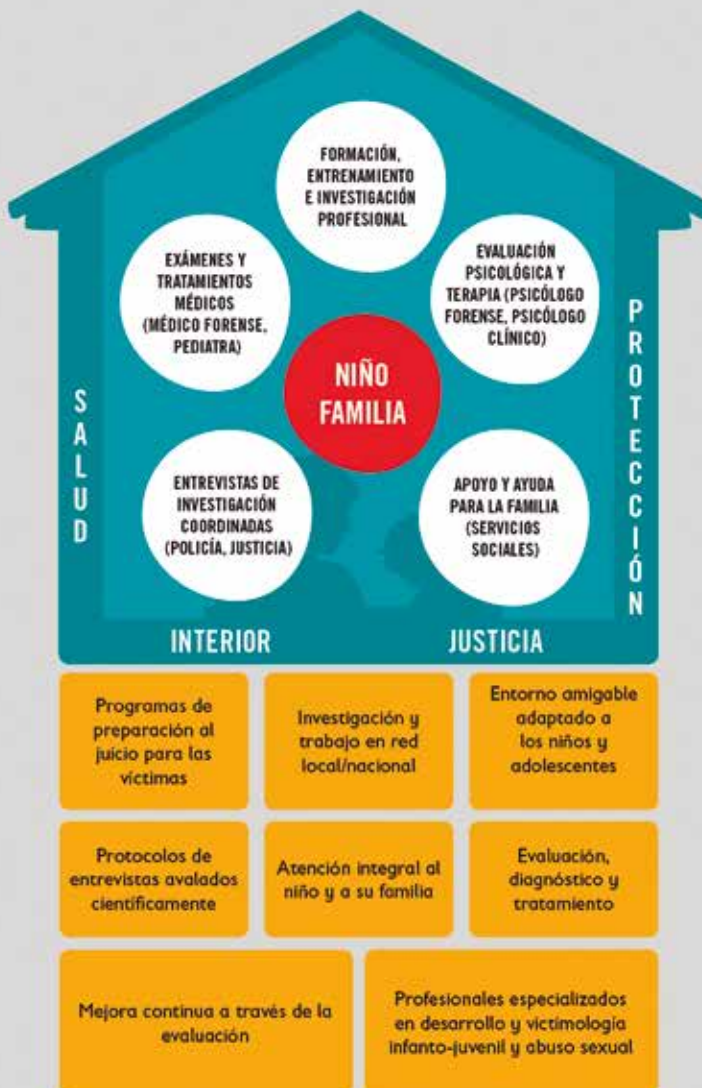 FORMACIÓN,
ENTRENAMIENTO
E INVESTIGACIÓN
PROFESIONAL
EXÁMENES Y
TRATAMIENTOS
MÉDICOS
(MÉDICO FORENSE,
PEDIATRA)
EVALUACIÓN
PSICOLÓGICA Y
TERAPIA (PSICÓLOGO
FORENSE, PSICÓLOGO
CLÍNICO)
NIÑO
FAMILIA
ENTREVISTAS DE
INVESTIGACIÓN
COORDINADAS
(POLICÍA, JUSTICIA)
APOYO Y AYUDA
PARA LA FAMILIA
(SERVICIOS
SOCIALES)
SALUD
PROTECCIÓN
INTERIOR
JUSTICIA
Programas de
preparación al
juicio para las
víctimas
Investigación y
trabajo en red
local/nacional
Entorno amigable
adaptado a
los niños y
adolescentes
Protocolos de
entrevistas avalados
científicamente
Atención integral al
niño y a su familia
Evaluación,
diagnóstico y
tratamiento
Mejora continua a través de la
evaluación
Profesionales especializados
en desarrollo y victimología
infanto-juvenil y abuso sexual